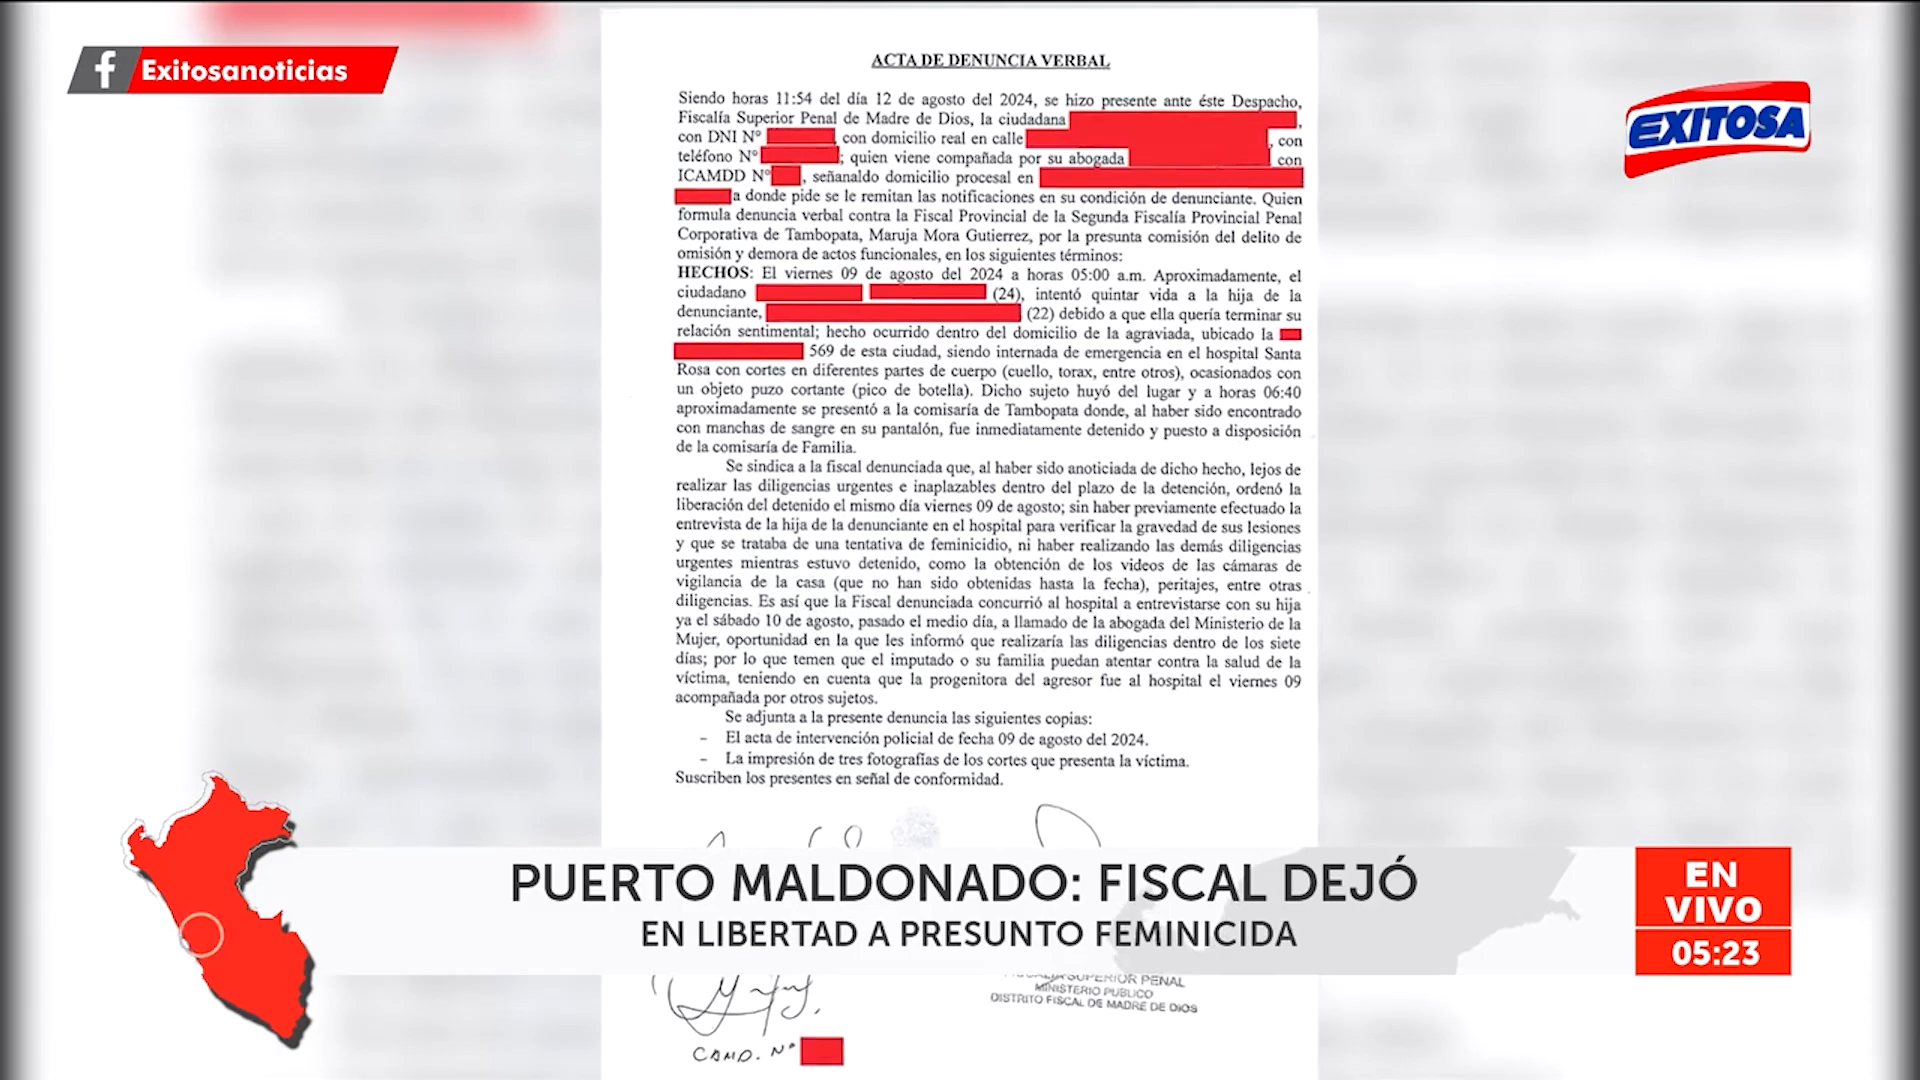 Exitosanoticias
EXITOSA
ACTA DE DENUNCIA VERBAL
Siendo horas 11:54 del día 12 de agosto del 2024, se hizo presente ante éste Despacho,
Fiscalía Superior Penal de Madre de Dios, la ciudadana ,
con DNI N° , con domicilio real en calle , con
teléfono N° ; quien viene compañada por su abogada con
ICAMDD N° , señanaldo domicilio procesal en
a donde pide se le remitan las notificaciones en su condición de denunciante. Quien
formula denuncia verbal contra la Fiscal Provincial de la Segunda Fiscalía Provincial Penal
Corporativa de Tambopata, Maruja Mora Gutierrez, por la presunta comisión del delito de
omisión y demora de actos funcionales, en los siguientes términos:
HECHOS: El viernes 09 de agosto del 2024 a horas 05:00 a.m. Aproximadamente, el
ciudadano (24), intentó quintar vida a la hija de la
denunciante, (22) debido a que ella quería terminar su
relación sentimental; hecho ocurrido dentro del domicilio de la agraviada, ubicado la
569 de esta ciudad, siendo internada de emergencia en el hospital Santa
Rosa con cortes en diferentes partes de cuerpo (cuello, torax, entre otros), ocasionados con
un objeto puzo cortante (pico de botella). Dicho sujeto huyó del lugar y a horas 06:40
aproximadamente se presentó a la comisaría de Tambopata donde, al haber sido encontrado
con manchas de sangre en su pantalón, fue inmediatamente detenido y puesto a disposición
de la comisaría de Familia.
Se sindica a la fiscal denunciada que, al haber sido anoticiada de dicho hecho, lejos de
realizar las diligencias urgentes e inaplazables dentro del plazo de la detención, ordenó la
liberación del detenido el mismo día viernes 09 de agosto; sin haber previamente efectuado la
entrevista de la hija de la denunciante en el hospital para verificar la gravedad de sus lesiones
y que se trataba de una tentativa de feminicidio, ni haber realizando las demás diligencias
urgentes mientras estuvo detenido, como la obtención de los videos de las cámaras de
vigilancia de la casa (que no han sido obtenidas hasta la fecha), peritajes, entre otras
diligencias. Es así que la Fiscal denunciada concurrió al hospital a entrevistarse con su hija
ya el sábado 10 de agosto, pasado el medio día, a llamado de la abogada del Ministerio de la
Mujer, oportunidad en la que les informó que realizaría las diligencias dentro de los siete
días; por lo que temen que el imputado o su familia puedan atentar contra la salud de la
víctima, teniendo en cuenta que la progenitora del agresor fue al hospital el viernes 09
acompañada por otros sujetos.
Se adjunta a la presente denuncia las siguientes copias:
- El acta de intervención policial de fecha 09 de agosto del 2024.
- La impresión de tres fotografías de los cortes que presenta la víctima.
Suscriben los presentes en señal de conformidad.
PUERTO MALDONADO: FISCAL DEJÓ
EN LIBERTAD A PRESUNTO FEMINICIDA
EN
VIVO
05:23
FISCALÍA SUPERIOR PENAL
MINISTERIO PUBLICO
DISTRITO FISCAL DE MADRE DE DIOS
CAMD. N°